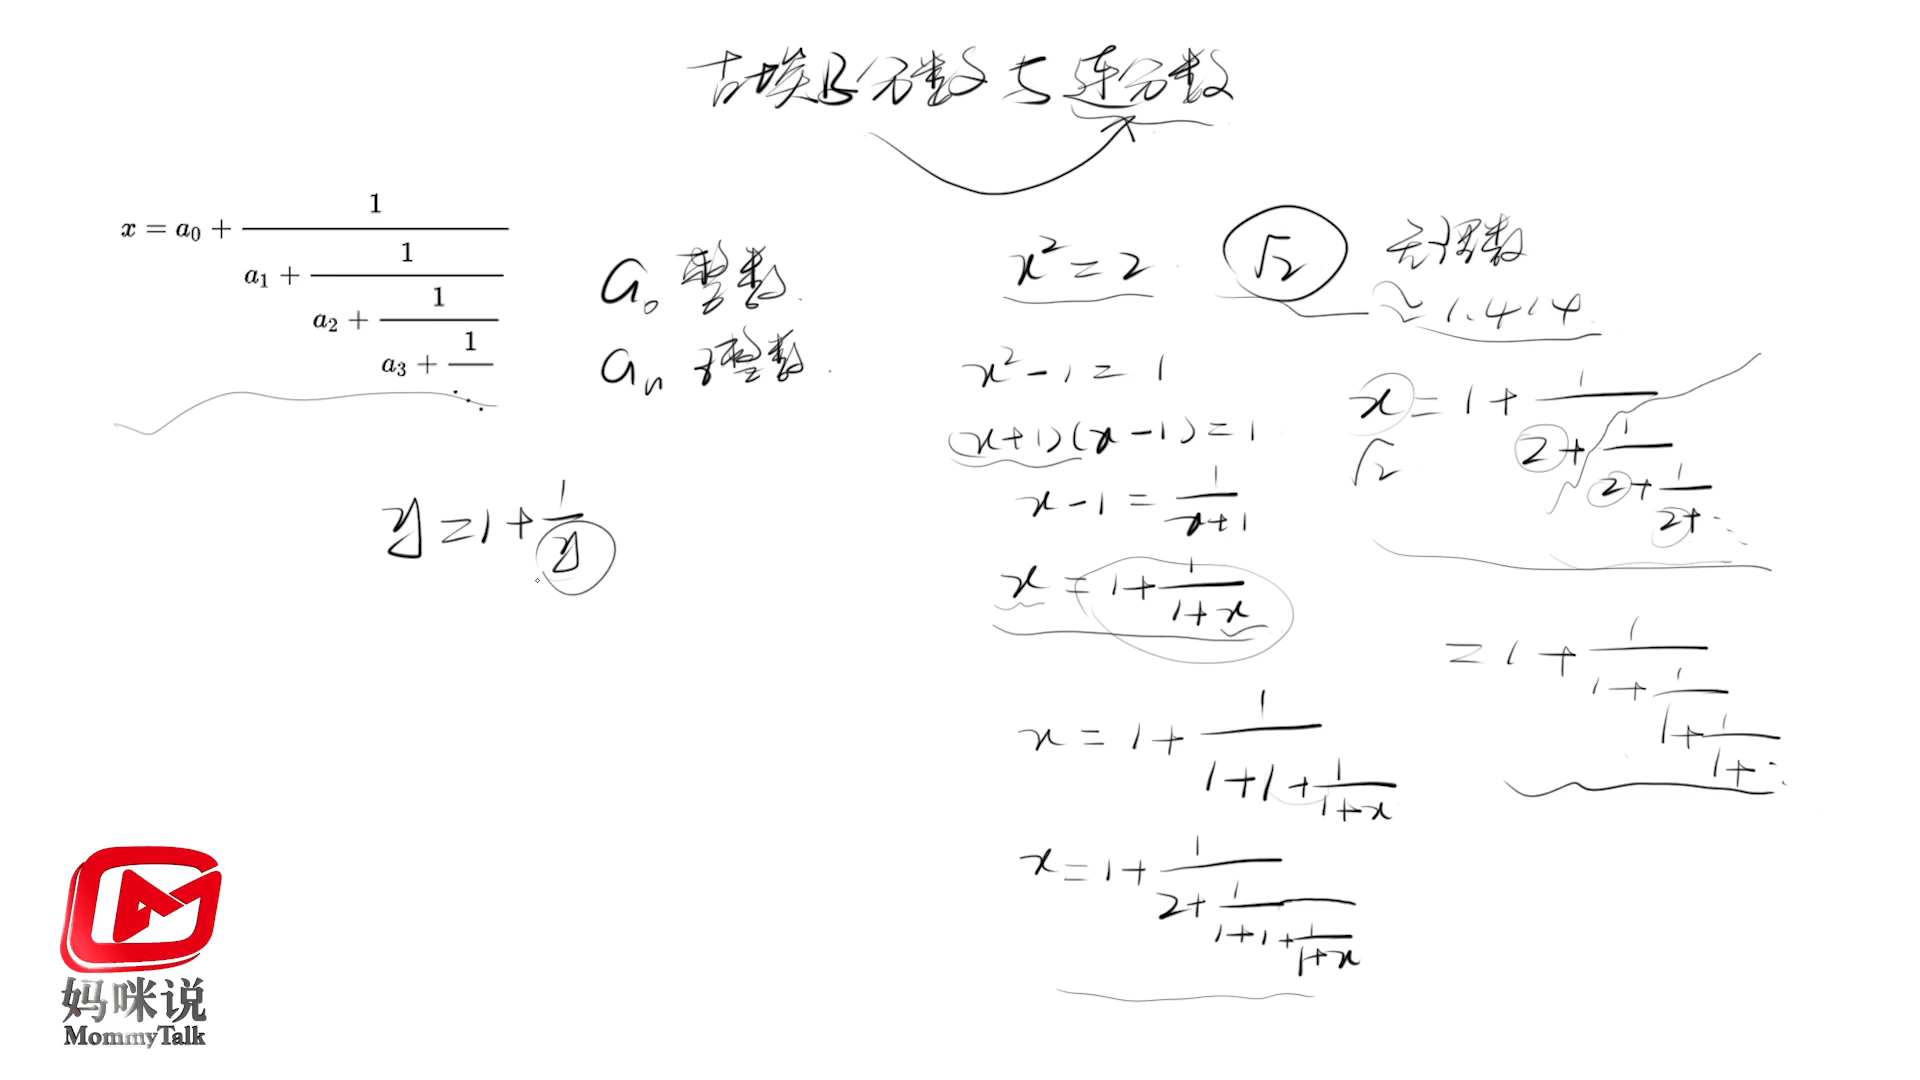 古埃及分数与连分数
x = a₀ + 1/(a₁ + 1/(a₂ + 1/(a₃ + 1/⋱)))
a₀ 整数.
aₙ 正整数.
y = 1 + 1/y
x² = 2
x² - 1 = 1
(x+1)(x-1) = 1
x - 1 = 1/(x+1)
x = 1 + 1/(1+x)
x = 1 + 1/(1+1+1/(1+x))
x = 1 + 1/(2+1/(1+1+1/(1+x)))
√2 无理数
≈ 1.414
x = 1 + 1/(2+1/(2+1/(2+⋱)))
√2
= 1 + 1/(1+1/(1+1/(1+⋱)))
妈咪说
MommyTalk